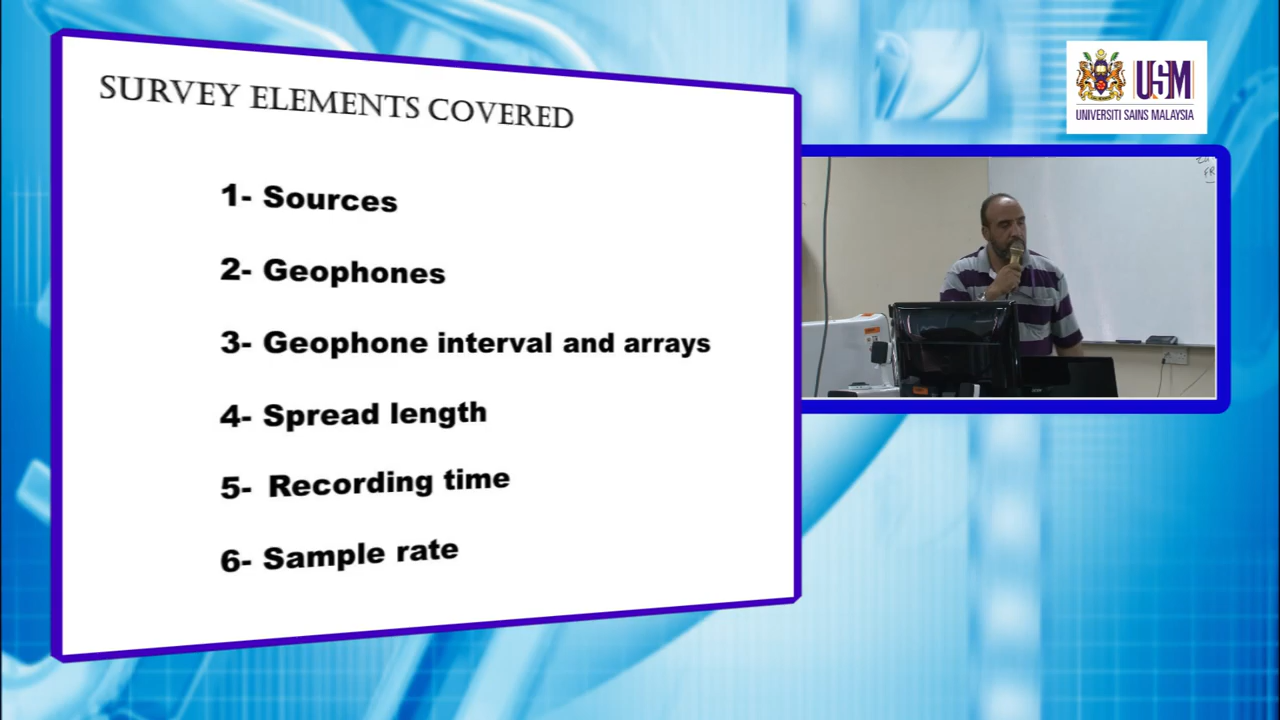 SURVEY ELEMENTS COVERED
1- Sources
2- Geophones
3- Geophone interval and arrays
4- Spread length
5- Recording time
6- Sample rate
USM
UNIVERSITI SAINS MALAYSIA
FR